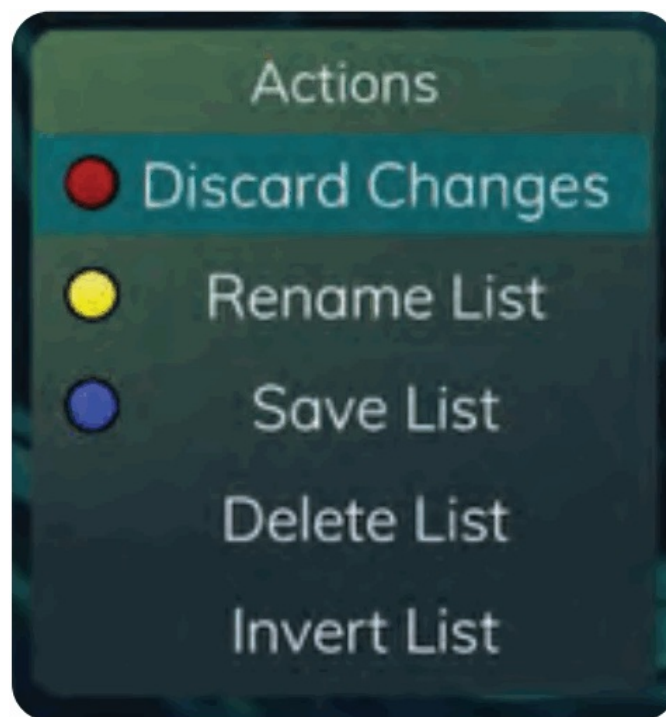 Actions
Discard Changes
Rename List
Save List
Delete List
Invert List